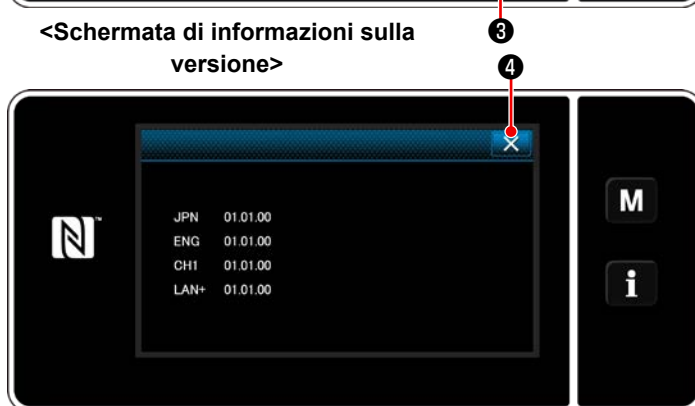 <Schermata di informazioni sulla
versione>
❸
❹
JPN 01.01.00
ENG 01.01.00
CH1 01.01.00
LAN+ 01.01.00
M
i